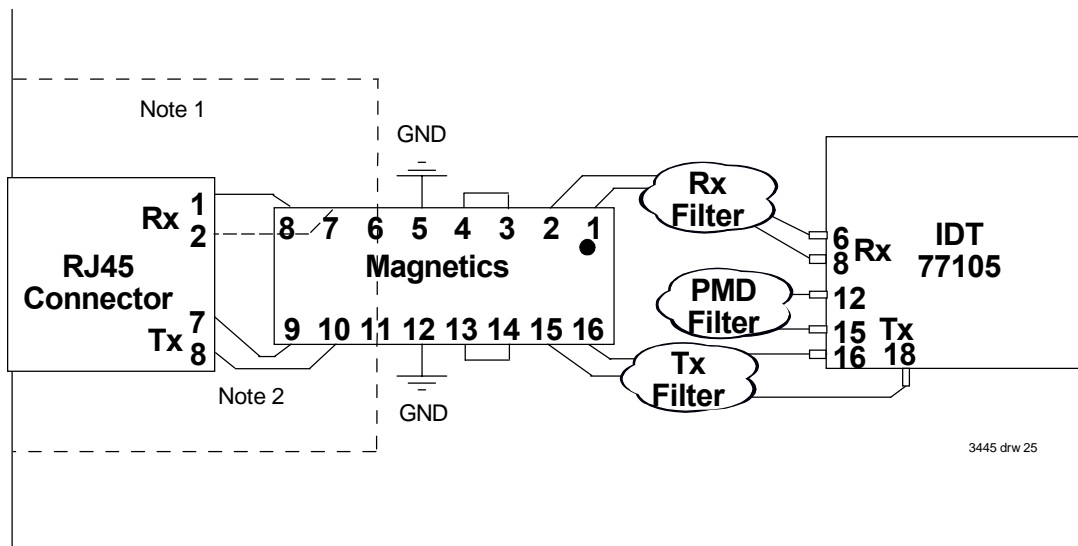 Note 1
GND
Rx 1
2
RJ45
Connector
7
Tx 8
Note 2
8 7 6 5 4 3 2 1
Magnetics
9 10 11 12 13 14 15 16
GND
Rx
Filter
PMD
Filter
Tx
Filter
6
8 Rx
IDT
77105
12
15 Tx
16 18
3445 drw 25